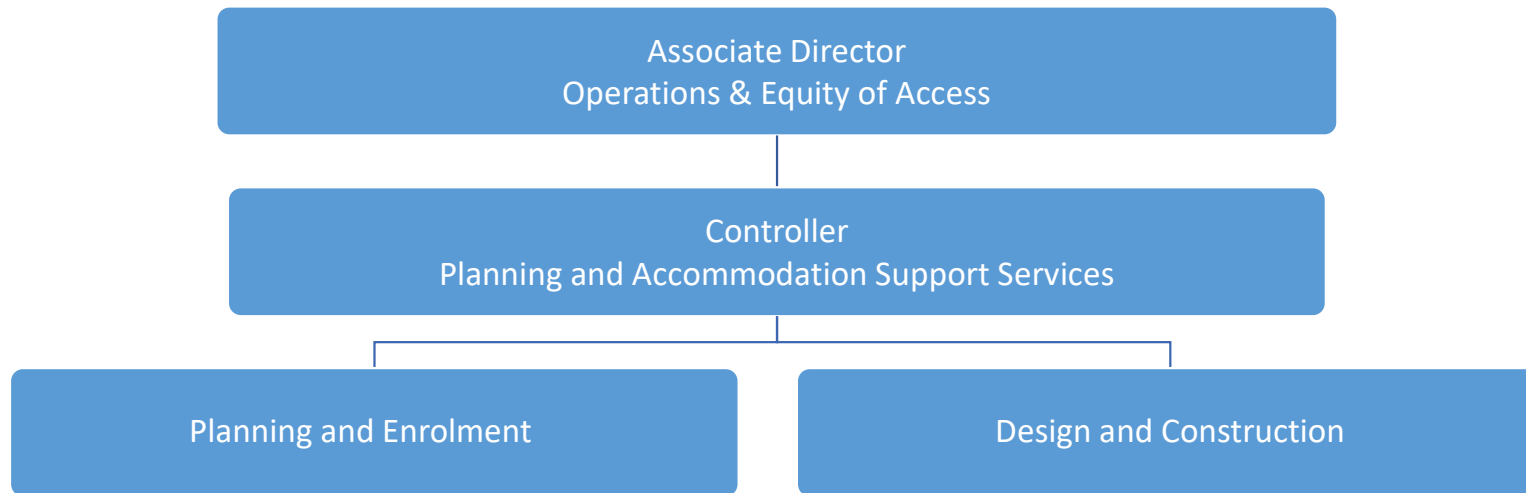 Associate Director
Operations & Equity of Access
Controller
Planning and Accommodation Support Services
Planning and Enrolment
Design and Construction